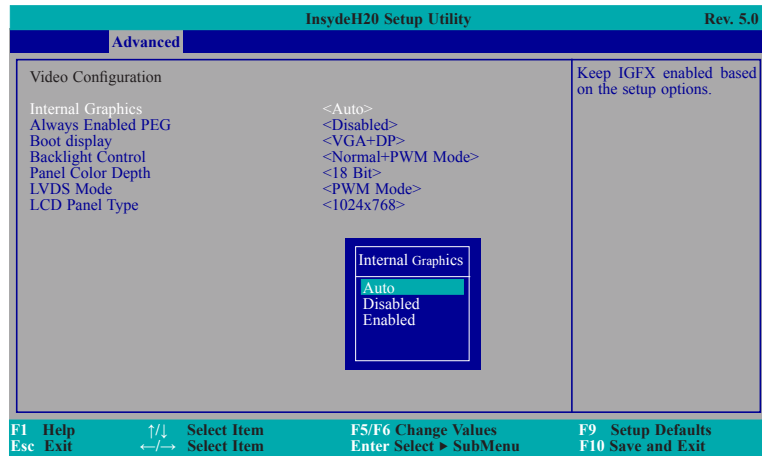 InsydeH20 Setup Utility Rev. 5.0
Advanced
Video Configuration
Internal Graphics <Auto>
Always Enabled PEG <Disabled>
Boot display <VGA+DP>
Backlight Control <Normal+PWM Mode>
Panel Color Depth <18 Bit>
LVDS Mode <PWM Mode>
LCD Panel Type <1024x768>
Keep IGFX enabled based
on the setup options.
Internal Graphics
Auto
Disabled
Enabled
F1 Help ↑/↓ Select Item F5/F6 Change Values F9 Setup Defaults
Esc Exit ←/→ Select Item Enter Select ► SubMenu F10 Save and Exit